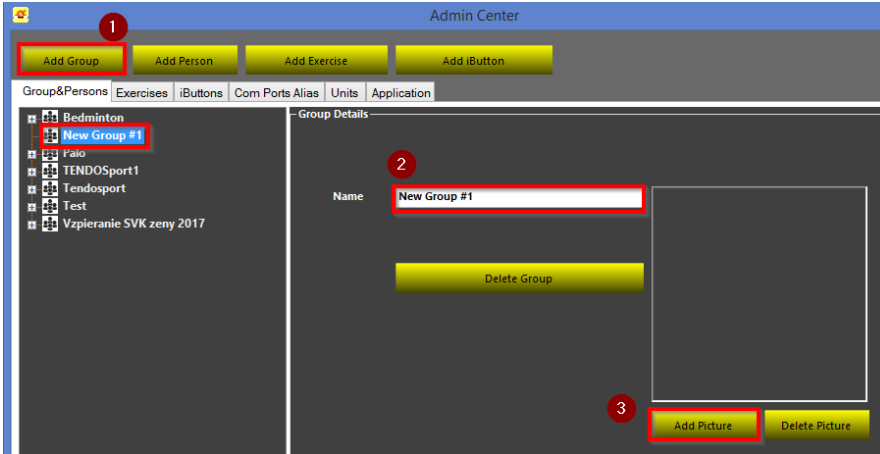 Admin Center
1
Add Group Add Person Add Exercise Add iButton
Group&Persons Exercises iButtons Com Ports Alias Units Application
Bedminton
New Group #1
Palo
TENDOSport1
Tendosport
Test
Vzpieranie SVK zeny 2017
Group Details
2
Name New Group #1
Delete Group
3
Add Picture Delete Picture